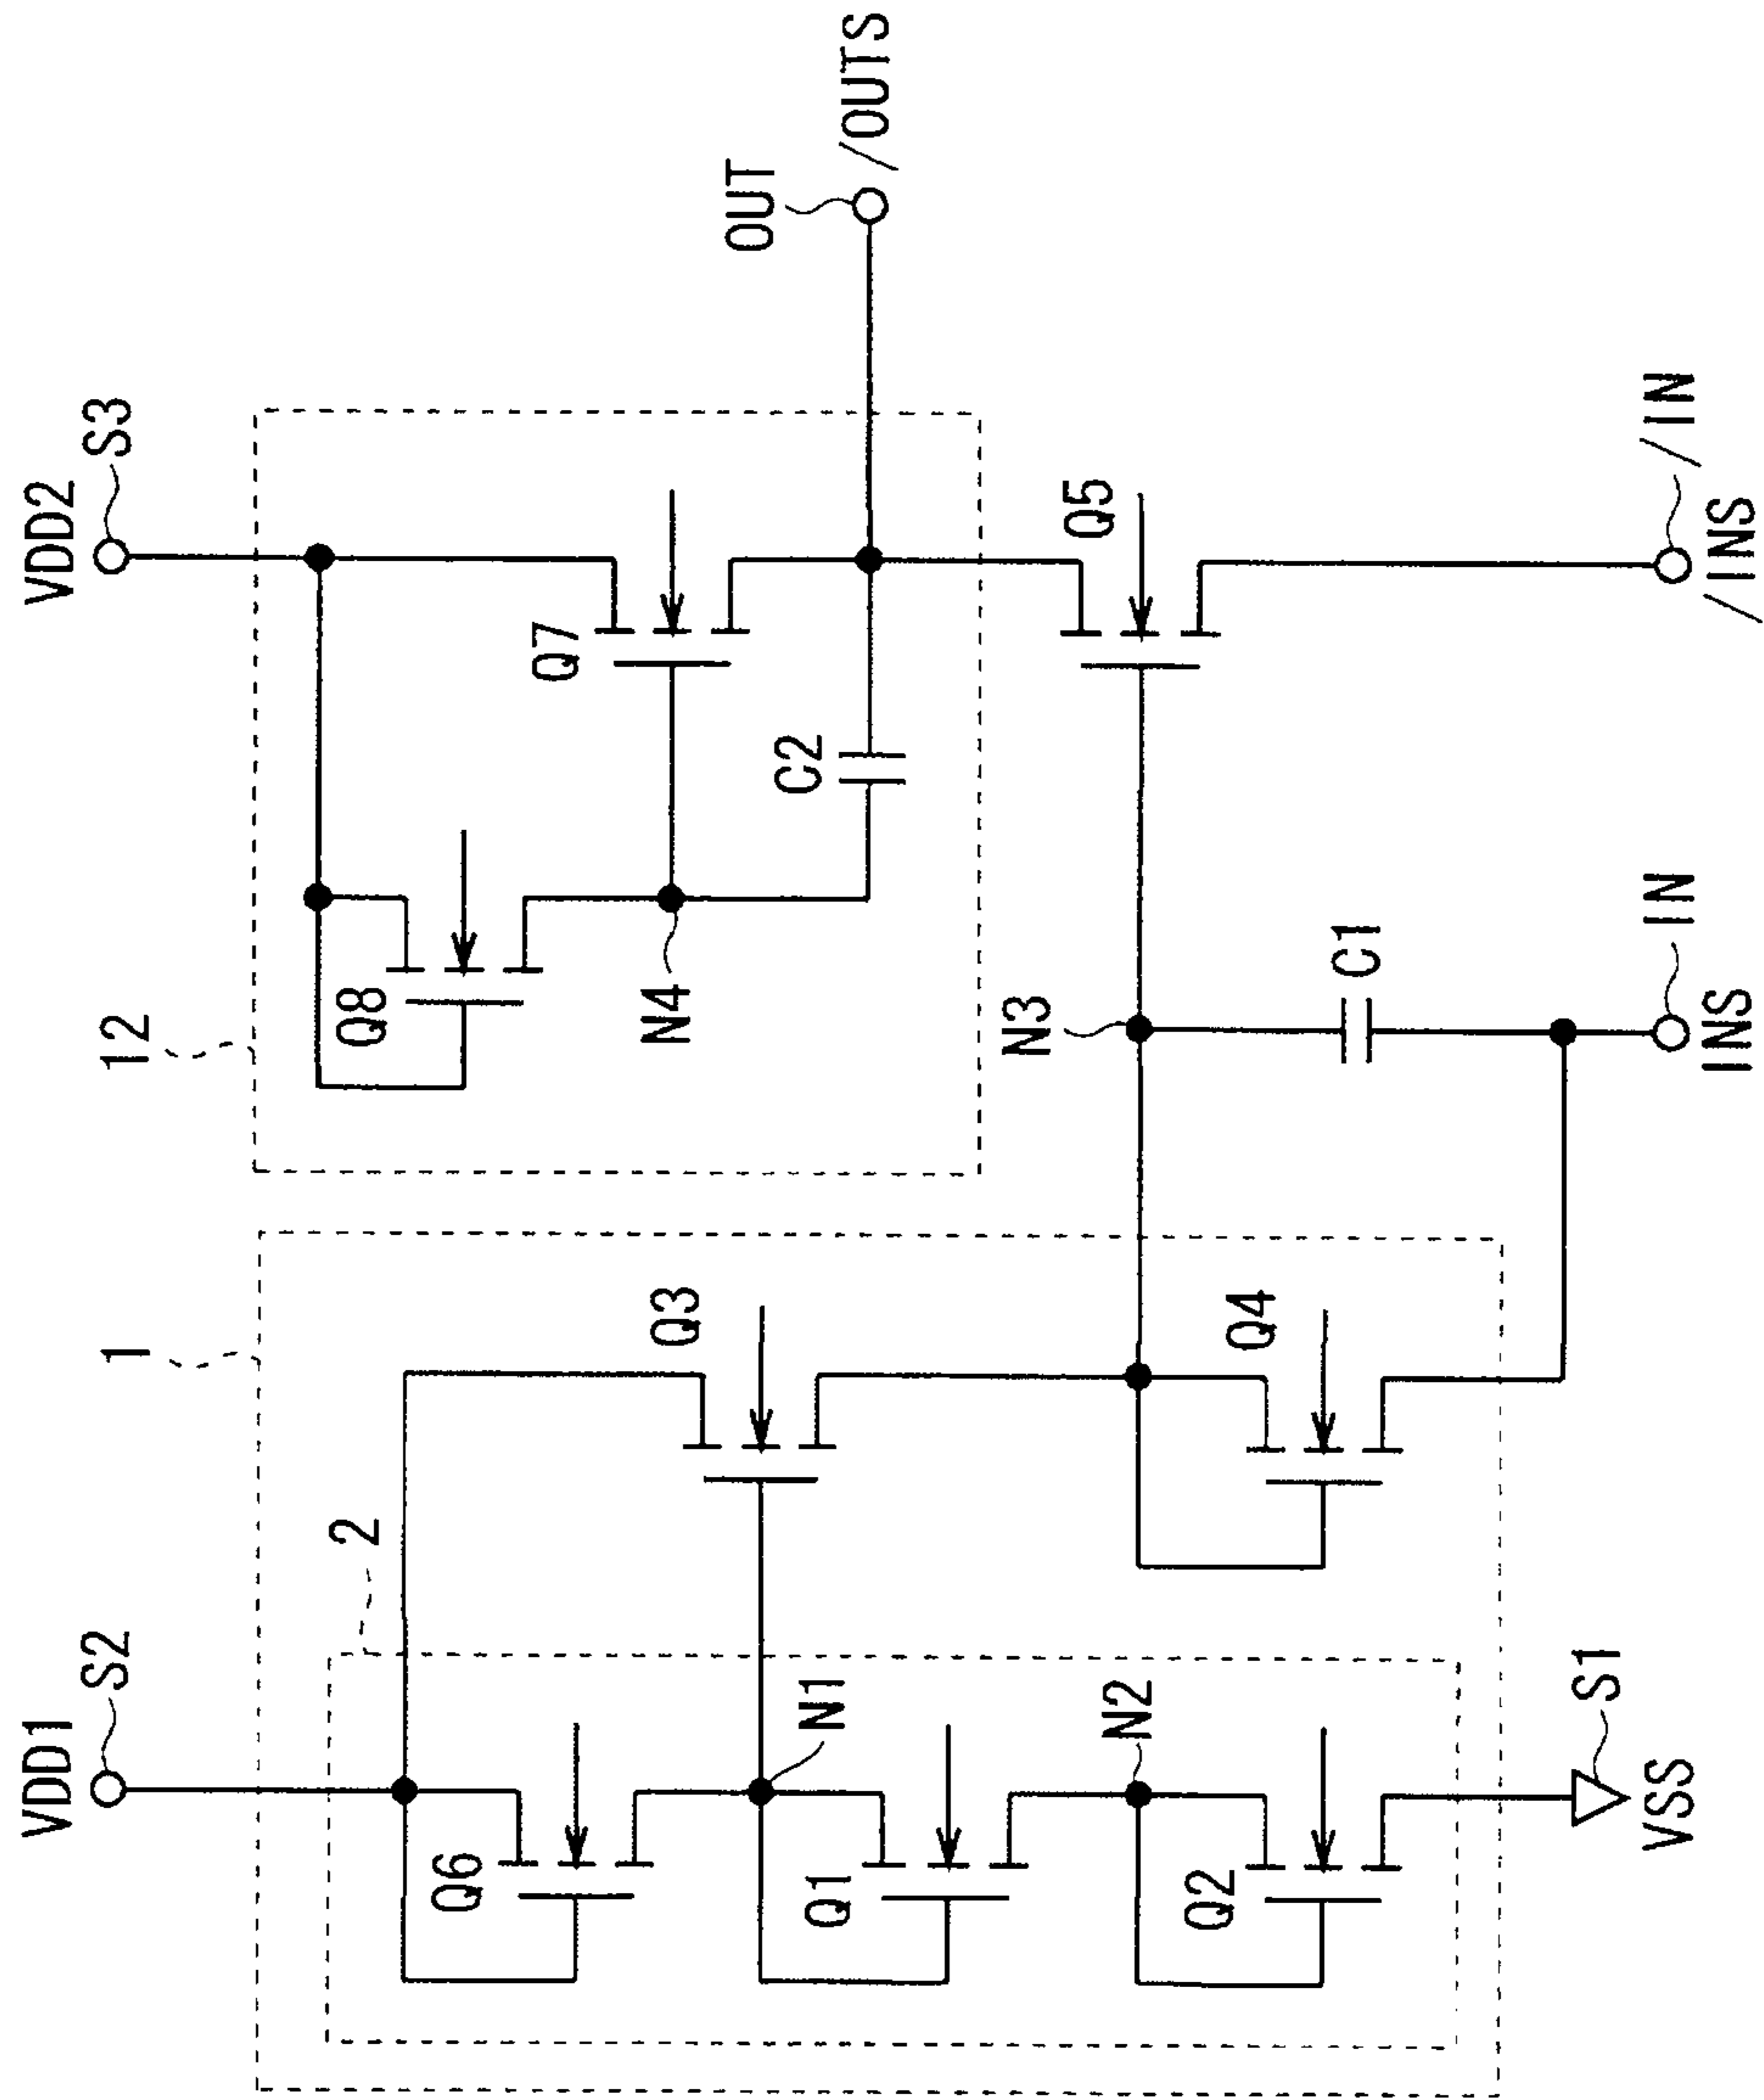 VDD1
S2
VDD2
S3
1
12
2
Q6
Q3
Q8
Q7
OUT
N1
N4
C2
/OUTS
Q1
N3
Q5
N2
Q2
Q4
C1
S1
VSS
IN
INS
/IN
/INS